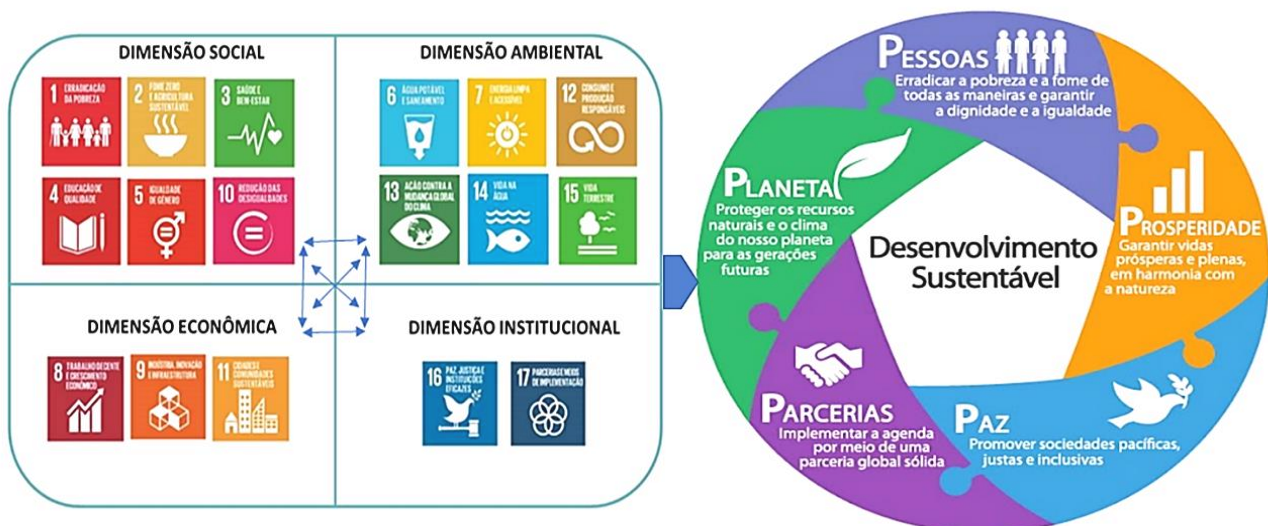 DIMENSÃO SOCIAL
1 ERRADICAÇÃO
DA POBREZA
2 FOME ZERO
E AGRICULTURA
SUSTENTÁVEL
3 SAÚDE E
BEM-ESTAR
4 EDUCAÇÃO DE
QUALIDADE
5 IGUALDADE
DE GÊNERO
10 REDUÇÃO DAS
DESIGUALDADES
DIMENSÃO AMBIENTAL
6 ÁGUA POTÁVEL
E SANEAMENTO
7 ENERGIA LIMPA
E ACESSÍVEL
12 CONSUMO E
PRODUÇÃO
RESPONSÁVEIS
13 AÇÃO CONTRA A
MUDANÇA GLOBAL
DO CLIMA
14 VIDA NA
ÁGUA
15 VIDA
TERRESTRE
DIMENSÃO ECONÔMICA
8 TRABALHO DECENTE
E CRESCIMENTO
ECONÔMICO
9 INDÚSTRIA, INOVAÇÃO
E INFRAESTRUTURA
11 CIDADES E
COMUNIDADES
SUSTENTÁVEIS
DIMENSÃO INSTITUCIONAL
16 PAZ, JUSTIÇA E
INSTITUIÇÕES
EFICAZES
17 PARCERIAS E MEIOS
DE IMPLEMENTAÇÃO
PESSOAS
Erradicar a pobreza e a fome de
todas as maneiras e garantir
a dignidade e a igualdade
PLANETA
Proteger os recursos
naturais e o clima
do nosso planeta
para as gerações
futuras
PROSPERIDADE
Garantir vidas
prósperas e plenas,
em harmonia com
a natureza
Desenvolvimento
Sustentável
PARCERIAS
Implementar a agenda
por meio de uma
parceria global sólida
PAZ
Promover sociedades pacíficas,
justas e inclusivas